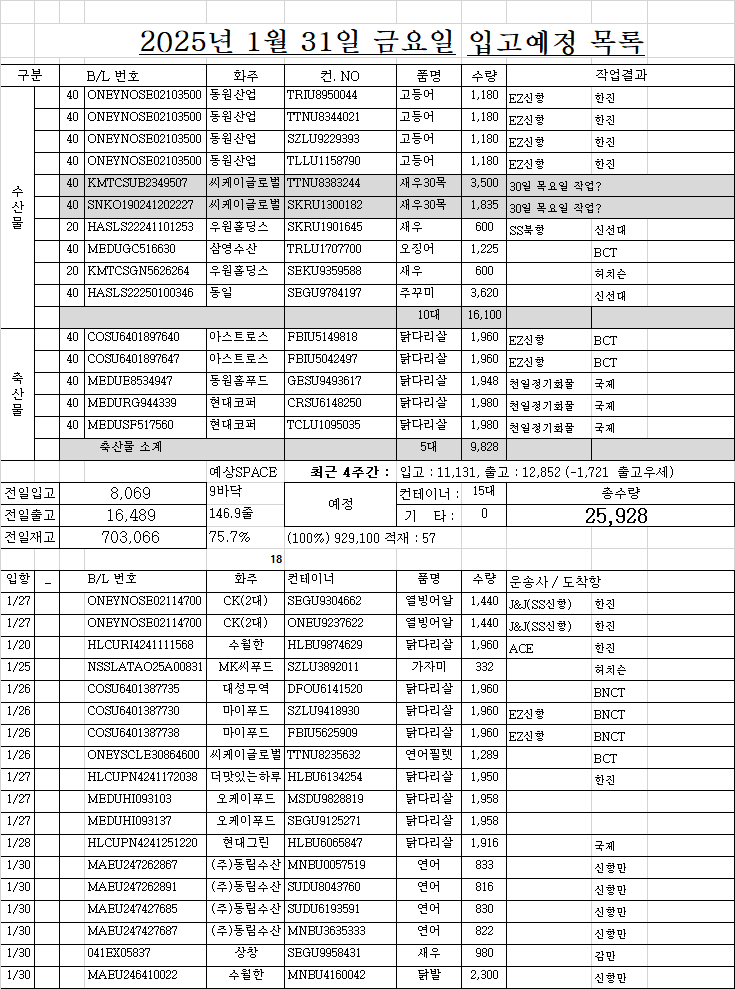 2025년 1월 31일 금요일 입고예정 목록
구분 B/L 번호 화주 컨. NO 품명 수량 작업결과
수산물
40 ONEYNOSE02103500 동원산업 TRIU8950044 고등어 1,180 EZ신항 한진
40 ONEYNOSE02103500 동원산업 TTNU8344021 고등어 1,180 EZ신항 한진
40 ONEYNOSE02103500 동원산업 SZLU9229393 고등어 1,180 EZ신항 한진
40 ONEYNOSE02103500 동원산업 TLLU1158790 고등어 1,180 EZ신항 한진
40 KMTCSUB2349507 씨케이글로벌 TTNU8383244 새우30목 3,500 30일 목요일 작업?
40 SNKO190241202227 씨케이글로벌 SKRU1300182 새우30목 1,835 30일 목요일 작업?
20 HASLS22241101253 우원홀딩스 SKRU1901645 새우 600 SS북항 신선대
40 MEDUGC516630 삼영수산 TRLU1707700 오징어 1,225 BCT
20 KMTCSGN5626264 우원홀딩스 SEKU9359588 새우 600 허치슨
40 HASLS22250100346 동일 SEGU9784197 주꾸미 3,620 신선대
10대 16,100
축산물
40 COSU6401897640 아스트로스 FBIU5149818 닭다리살 1,960 EZ신항 BCT
40 COSU6401897647 아스트로스 FBIU5042497 닭다리살 1,960 EZ신항 BCT
40 MEDUE8534947 동원홈푸드 GESU9493617 닭다리살 1,948 천일정기화물 국제
40 MEDURG944339 현대코퍼 CRSU6148250 닭다리살 1,980 천일정기화물 국제
40 MEDUSF517560 현대코퍼 TCLU1095035 닭다리살 1,980 천일정기화물 국제
축산물 소계 5대 9,828
예상SPACE 최근 4주간 : 입고 : 11,131, 출고 : 12,852 (-1,721 출고우세)
전일입고 8,069 9바닥 예정 컨테이너 : 15대 총수량
전일출고 16,489 146.9줄 기 타 : 0 25,928
전일재고 703,066 75.7% (100%) 929,100 적재 : 57
18
입항 _ B/L 번호 화주 컨테이너 품명 수량 운송사 / 도착항
1/27 ONEYNOSE02114700 CK(2대) SEGU9304662 열빙어알 1,440 J&J(SS신항) 한진
1/27 ONEYNOSE02114700 CK(2대) ONEU9237622 열빙어알 1,440 J&J(SS신항) 한진
1/20 HLCURI4241111568 수월한 HLEU9874629 닭다리살 1,960 ACE 한진
1/25 NSSLATAO25A00831 MK씨푸드 SZLU3892011 가자미 332 허치슨
1/26 COSU6401387735 대성무역 DFOU6141520 닭다리살 1,960 BNCT
1/26 COSU6401387730 마이푸드 SZLU9418930 닭다리살 1,960 EZ신항 BNCT
1/26 COSU6401387738 마이푸드 FBIU5625909 닭다리살 1,960 EZ신항 BNCT
1/26 ONEYSCLE30864600 씨케이글로벌 TTNU8235632 연어필렛 1,289 BCT
1/27 HLCUPN4241172038 더맛있는하루 HLBU6134254 닭다리살 1,950 한진
1/27 MEDUHI093103 오케이푸드 MSDU9828819 닭다리살 1,958
1/27 MEDUHI093137 오케이푸드 SEGU9125271 닭다리살 1,958
1/28 HLCUPN4241251220 현대그린 HLBU6065847 닭다리살 1,916 국제
1/30 MAEU247262867 (주)동림수산 MNBU0057519 연어 833 신항만
1/30 MAEU247262891 (주)동림수산 SUDU8043760 연어 816 신항만
1/30 MAEU247427685 (주)동림수산 SUDU6193591 연어 830 신항만
1/30 MAEU247427687 (주)동림수산 MNBU3635333 연어 822 신항만
1/30 041EX05837 상창 SEGU9958431 새우 980 감만
1/30 MAEU246410022 수월한 MNBU4160042 닭발 2,300 신항만